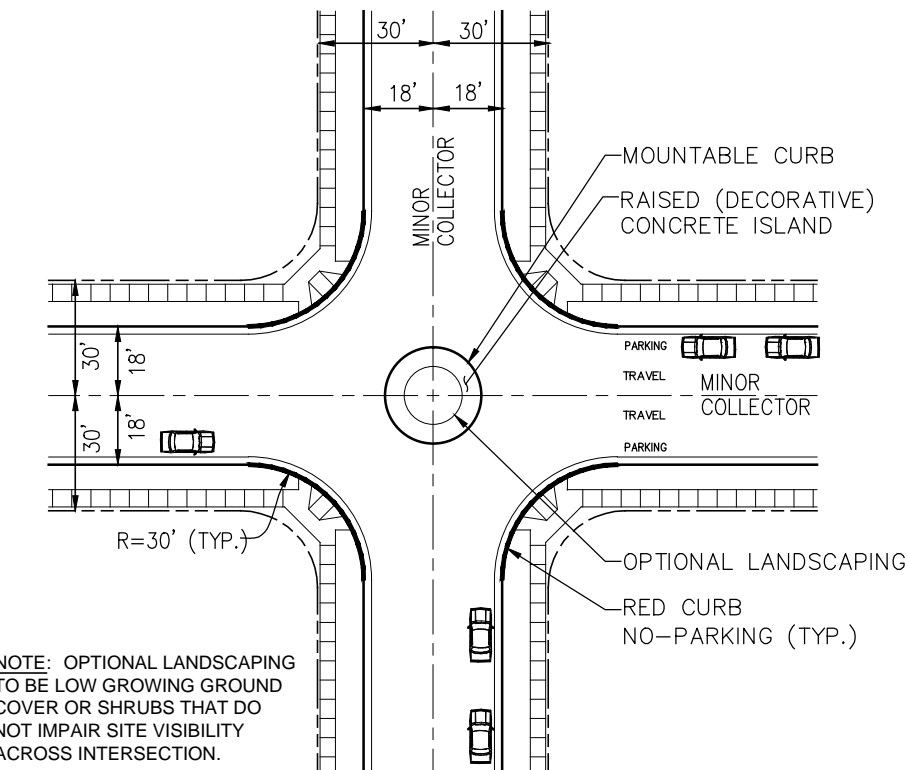 30' 30'
18' 18'
MINOR
COLLECTOR
MOUNTABLE CURB
RAISED (DECORATIVE)
CONCRETE ISLAND
30'
18'
30'
18'
PARKING
TRAVEL
TRAVEL
PARKING
MINOR
COLLECTOR
R=30' (TYP.)
OPTIONAL LANDSCAPING
RED CURB
NO-PARKING (TYP.)
NOTE: OPTIONAL LANDSCAPING
TO BE LOW GROWING GROUND
COVER OR SHRUBS THAT DO
NOT IMPAIR SITE VISIBILITY
ACROSS INTERSECTION.